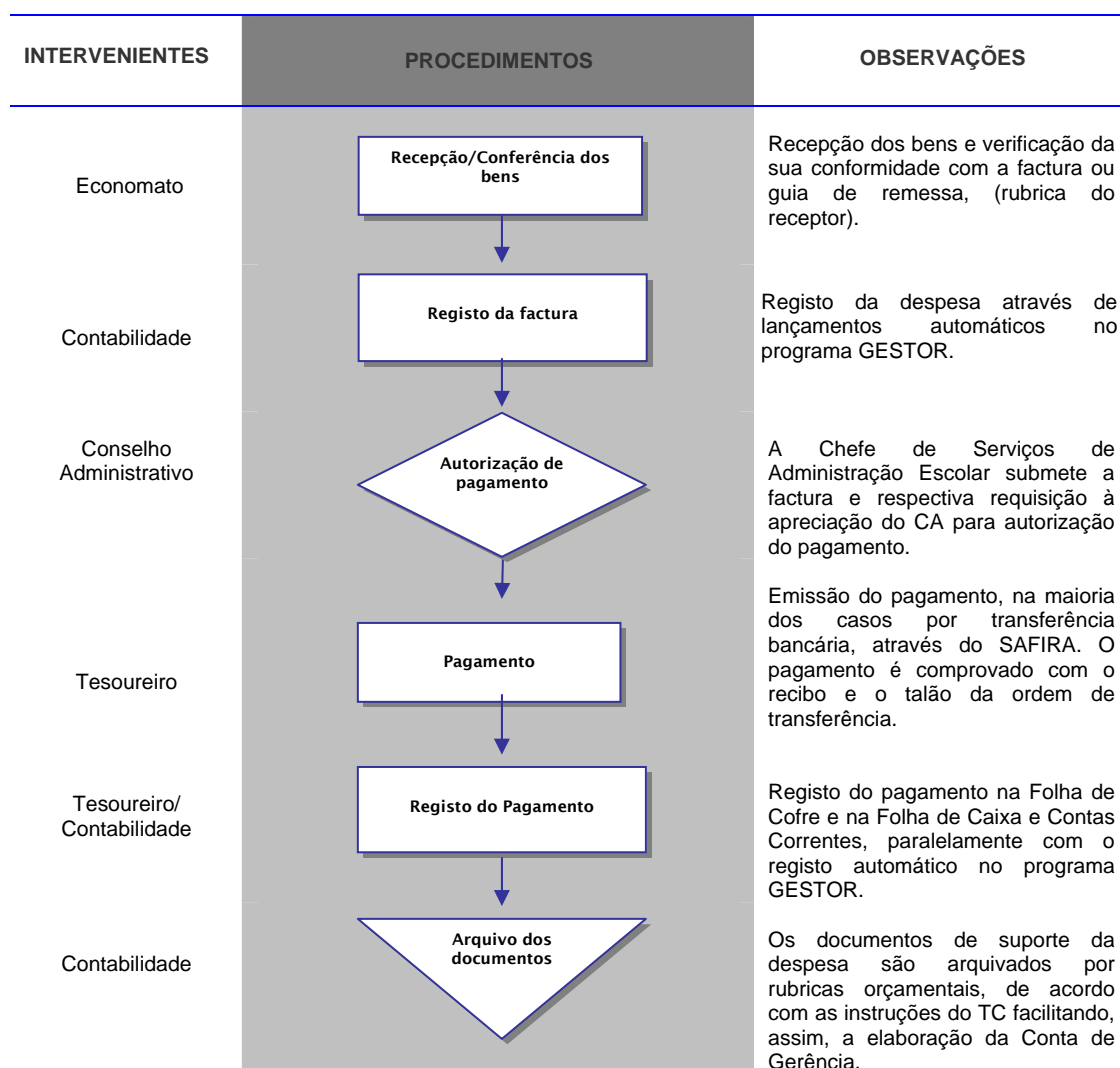 INTERVENIENTES
PROCEDIMENTOS
OBSERVAÇÕES
Economato
Recepção/Conferência dos
bens
Recepção dos bens e verificação da
sua conformidade com a factura ou
guia de remessa, (rubrica do
receptor).
Contabilidade
Registo da factura
Registo da despesa através de
lançamentos automáticos no
programa GESTOR.
Conselho
Administrativo
Autorização de
pagamento
A Chefe de Serviços de
Administração Escolar submete a
factura e respectiva requisição à
apreciação do CA para autorização
do pagamento.
Tesoureiro
Pagamento
Emissão do pagamento, na maioria
dos casos por transferência
bancária, através do SAFIRA. O
pagamento é comprovado com o
recibo e o talão da ordem de
transferência.
Tesoureiro/
Contabilidade
Registo do Pagamento
Registo do pagamento na Folha de
Cofre e na Folha de Caixa e Contas
Correntes, paralelamente com o
registo automático no programa
GESTOR.
Contabilidade
Arquivo dos
documentos
Os documentos de suporte da
despesa são arquivados por
rubricas orçamentais, de acordo
com as instruções do TC facilitando,
assim, a elaboração da Conta de
Gerência.